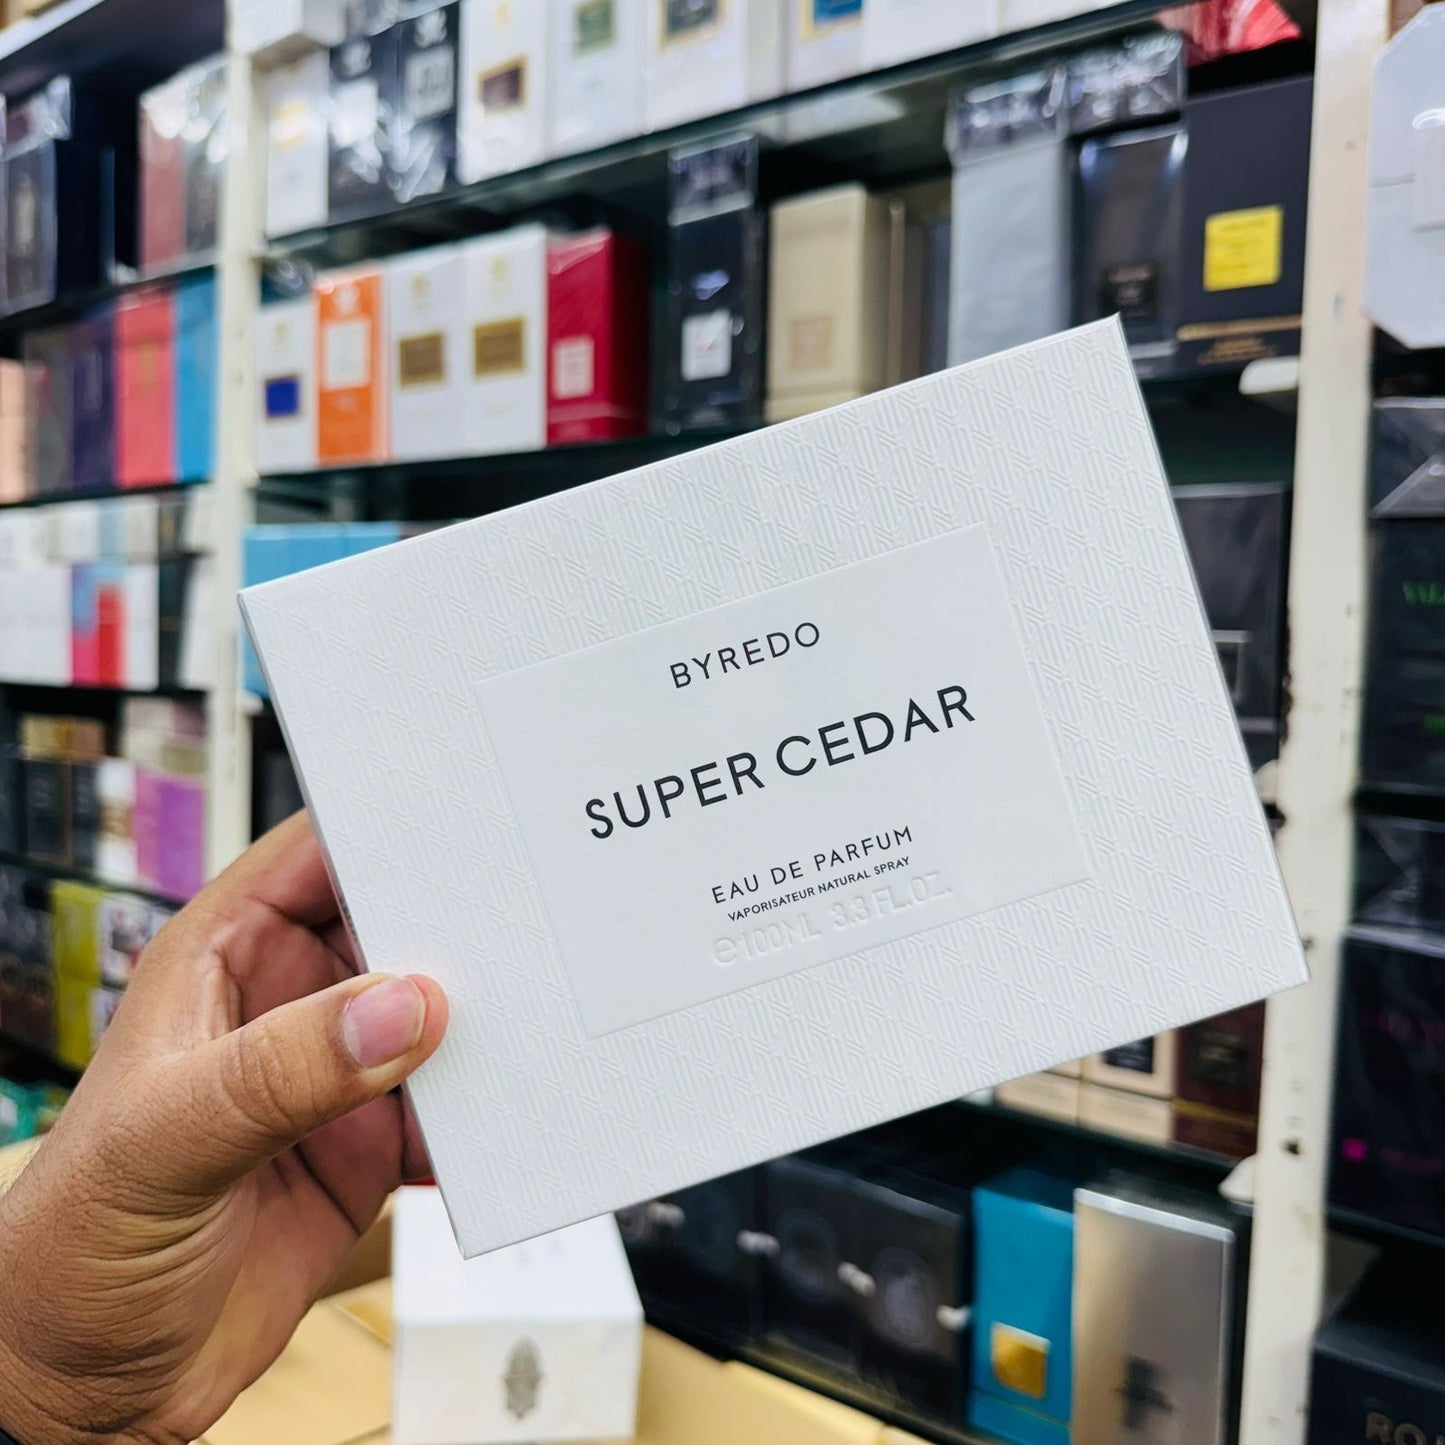 BYREDO
SUPER CEDAR
EAU DE PARFUM
VAPORISATEUR NATURAL SPRAY
e 100ML 3.3 FL.OZ.